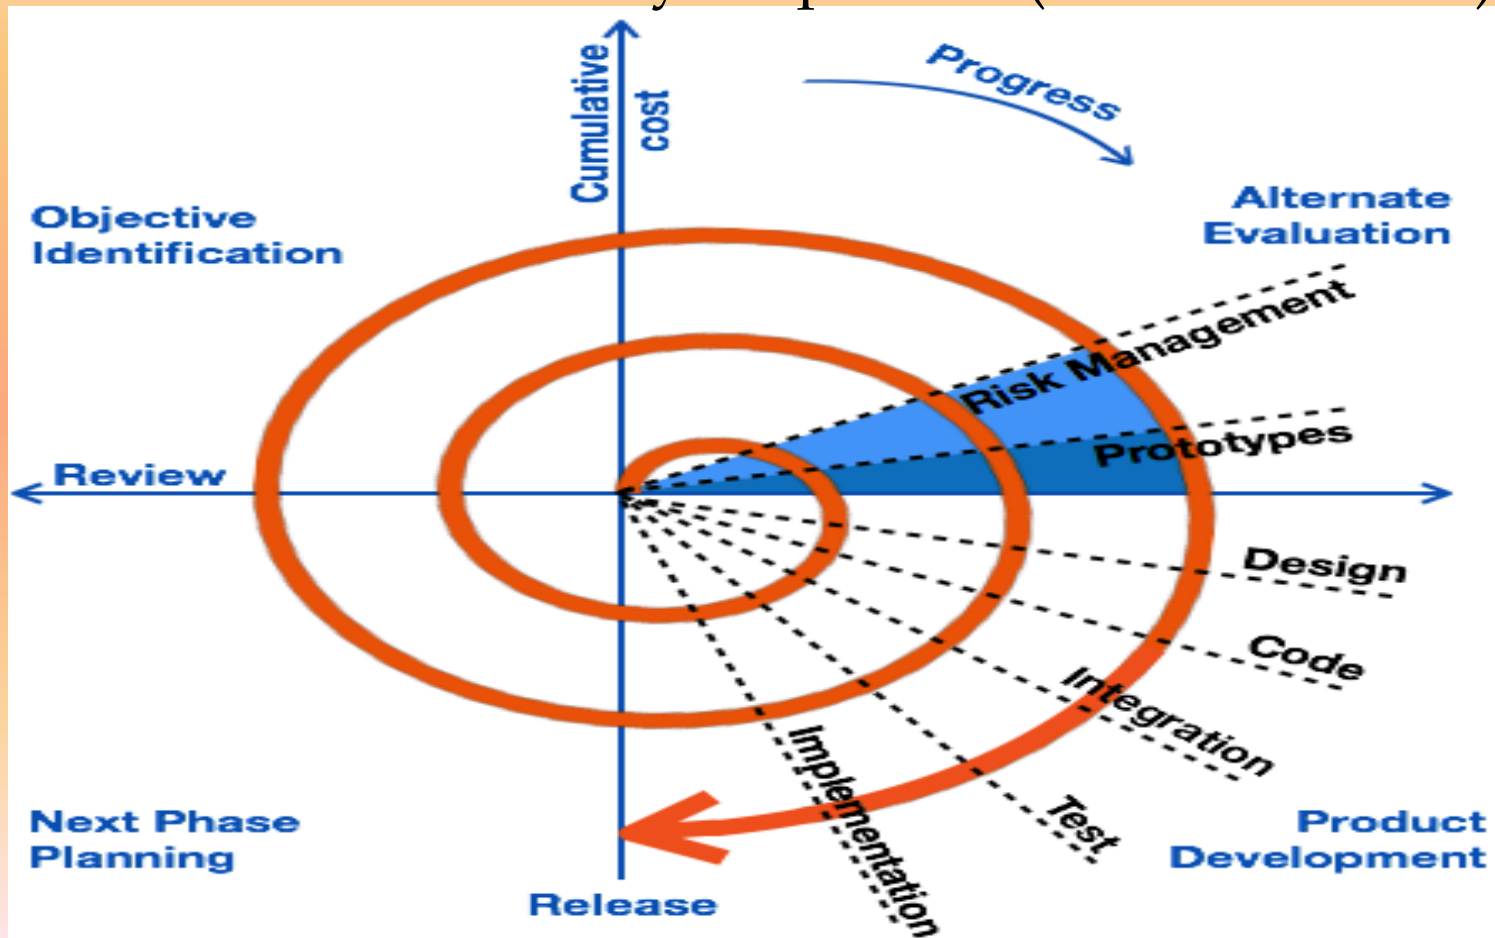 Cumulative
cost
Progress
Objective
Identification
Alternate
Evaluation
Risk Management
Prototypes
Review
Design
Code
Integration
Test
Implementation
Next Phase
Planning
Product
Development
Release